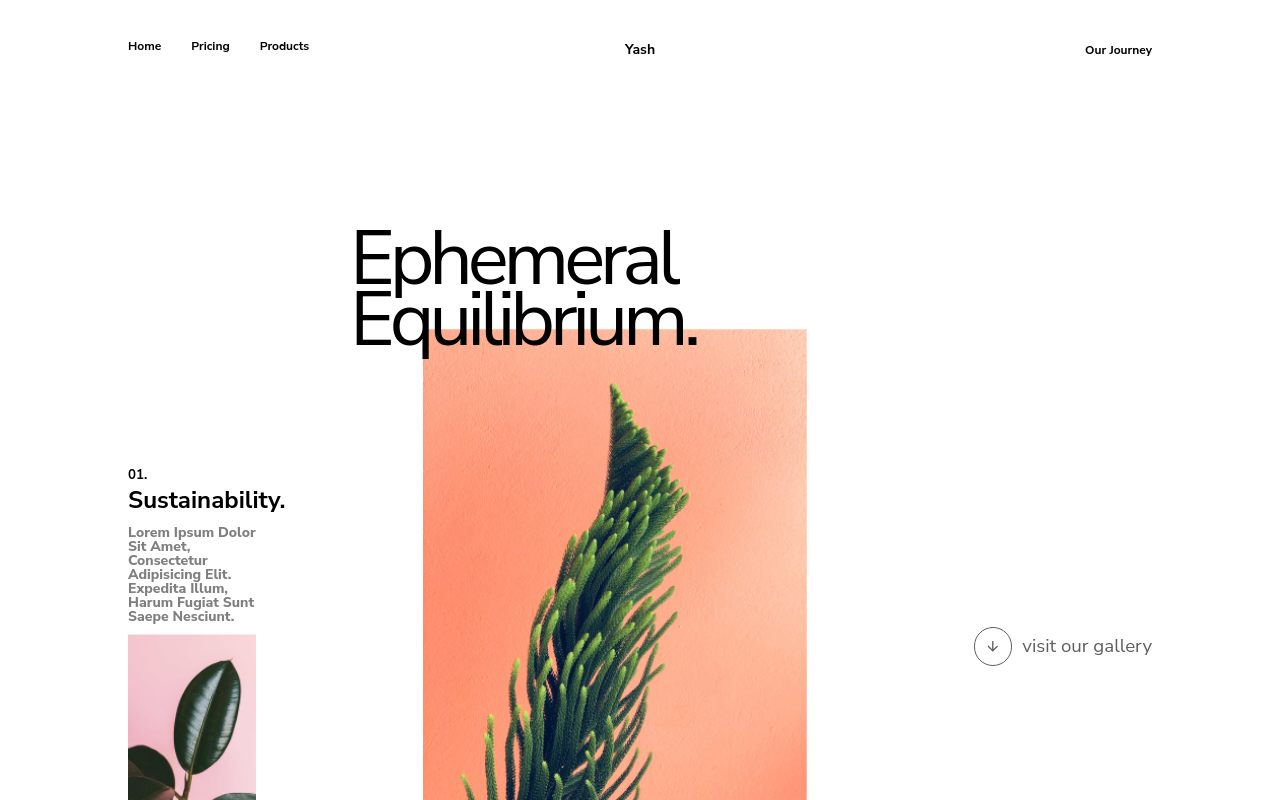 Home Pricing Products Yash Our Journey
Ephemeral
Equilibrium.
01.
Sustainability.
Lorem Ipsum Dolor
Sit Amet,
Consectetur
Adipisicing Elit.
Expedita Illum,
Harum Fugiat Sunt
Saepe Nesciunt.
visit our gallery